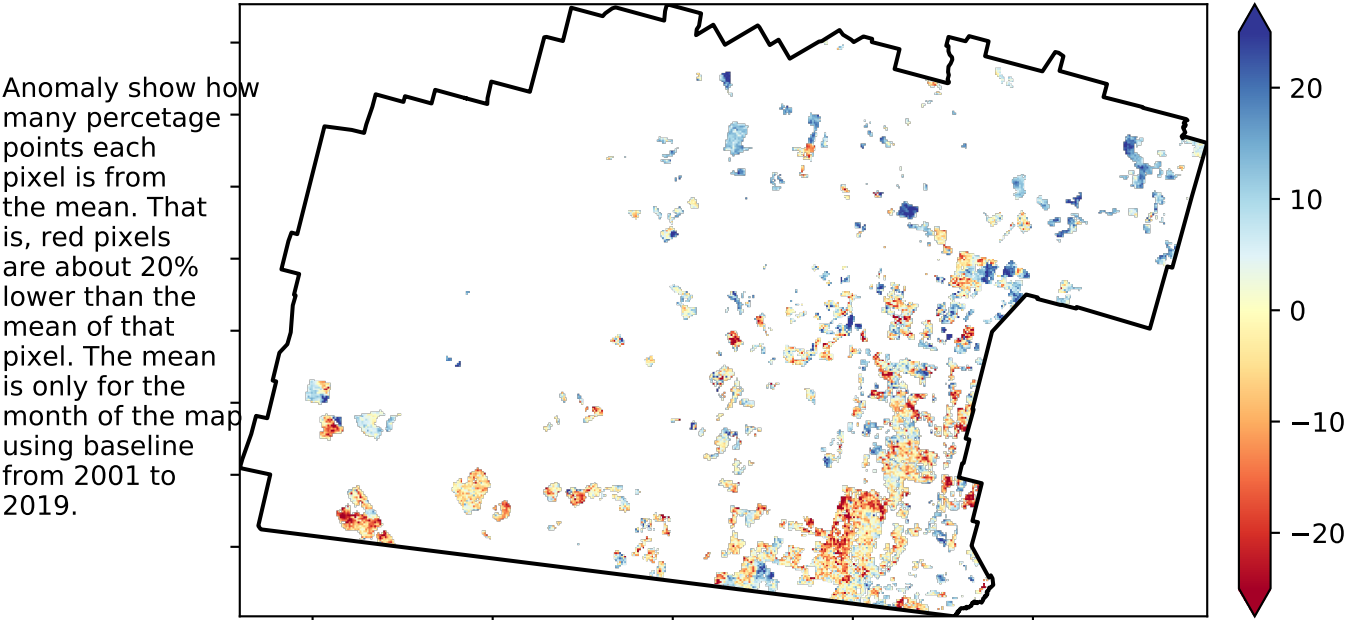 Anomaly show how
many percetage
points each
pixel is from
the mean. That
is, red pixels
are about 20%
lower than the
mean of that
pixel. The mean
is only for the
month of the map
using baseline
from 2001 to
2019.
20
10
0
−10
−20